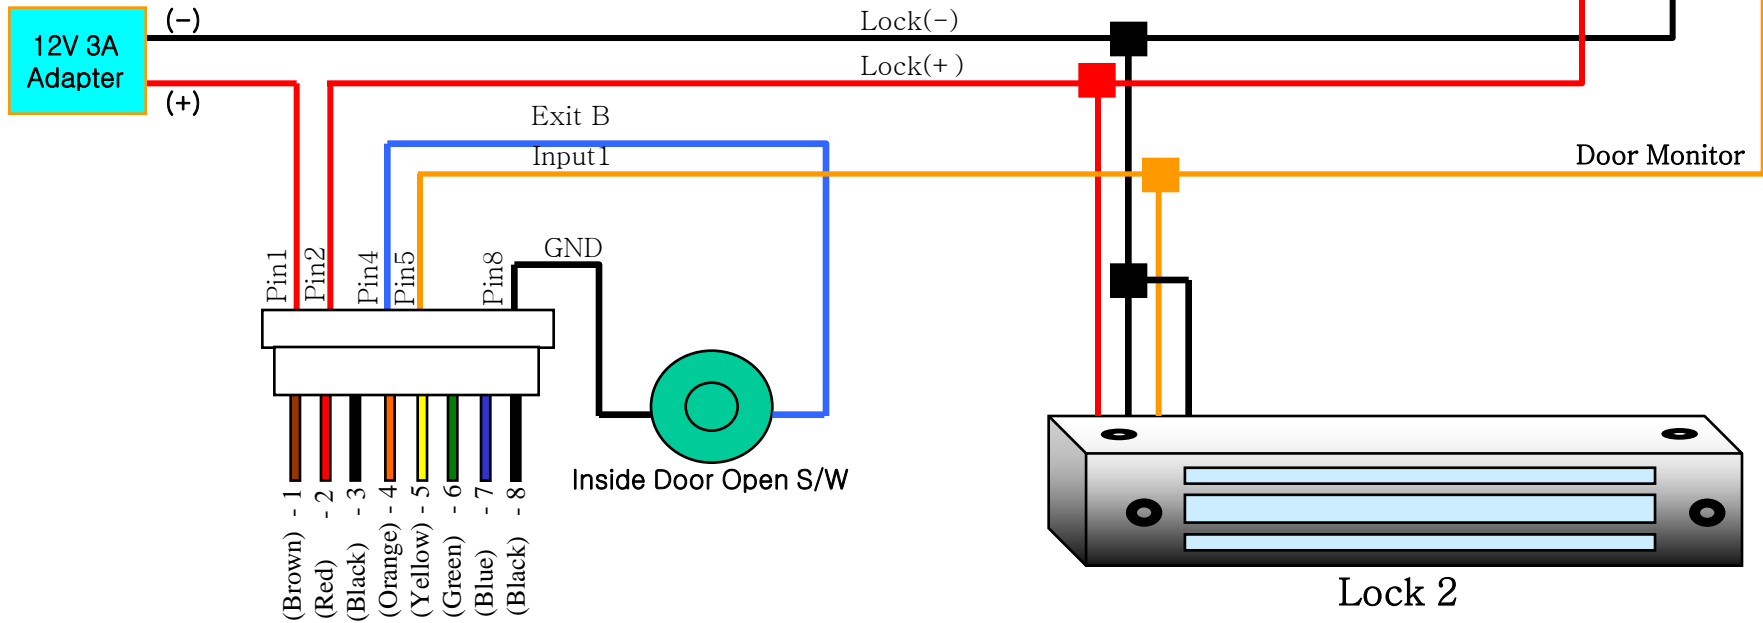 (-)
Lock(-)
12V 3A
Adapter
Lock(+)
(+)
Exit B
Input1
Door Monitor
GND
Pin1
Pin2
Pin4
Pin5
Pin8
Inside Door Open S/W
(Brown) - 1
(Red) - 2
(Black) - 3
(Orange) - 4
(Yellow) - 5
(Green) - 6
(Blue) - 7
(Black) - 8
Lock 2